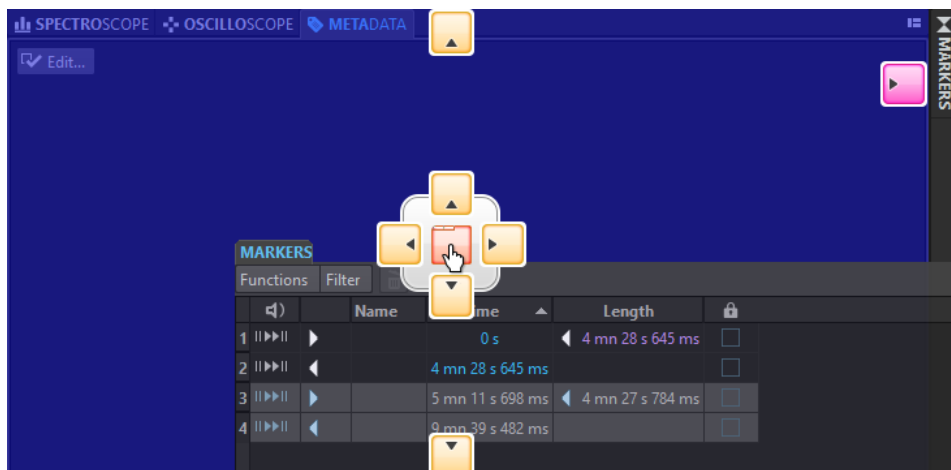 SPECTROSCOPE OSCILLOSCOPE METADATA
MARKERS
Edit...
MARKERS
Functions Filter
Name Length
1 0 s 4 mn 28 s 645 ms
2 4 mn 28 s 645 ms
3 5 mn 11 s 698 ms 4 mn 27 s 784 ms
4 9 mn 39 s 482 ms